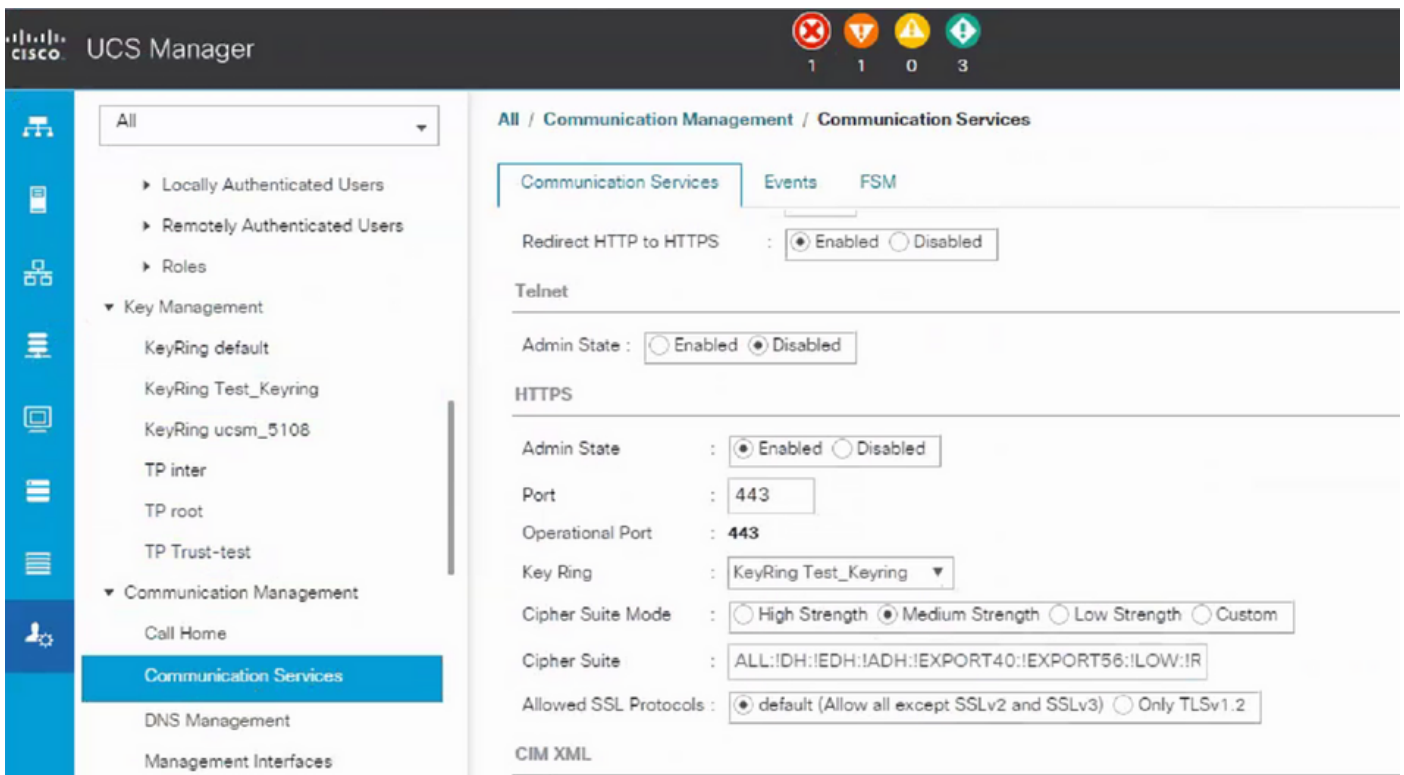 cisco. UCS Manager
1 1 0 3
All
Locally Authenticated Users
Remotely Authenticated Users
Roles
Key Management
KeyRing default
KeyRing Test_Keyring
KeyRing ucsm_5108
TP inter
TP root
TP Trust-test
Communication Management
Call Home
Communication Services
DNS Management
Management Interfaces
All / Communication Management / Communication Services
Communication Services Events FSM
Redirect HTTP to HTTPS : Enabled Disabled
Telnet
Admin State : Enabled Disabled
HTTPS
Admin State : Enabled Disabled
Port : 443
Operational Port : 443
Key Ring : KeyRing Test_Keyring
Cipher Suite Mode : High Strength Medium Strength Low Strength Custom
Cipher Suite : ALL:!DH:!EDH:!ADH:!EXPORT40:!EXPORT56:!LOW:!R
Allowed SSL Protocols : default (Allow all except SSLv2 and SSLv3) Only TLSv1.2
CIM XML